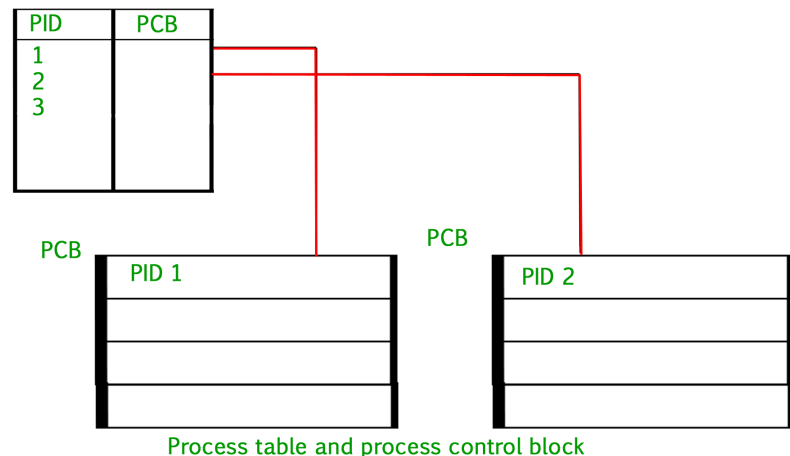 PID PCB
1
2
3
PCB
PCB
PID 1
PID 2
Process table and process control block